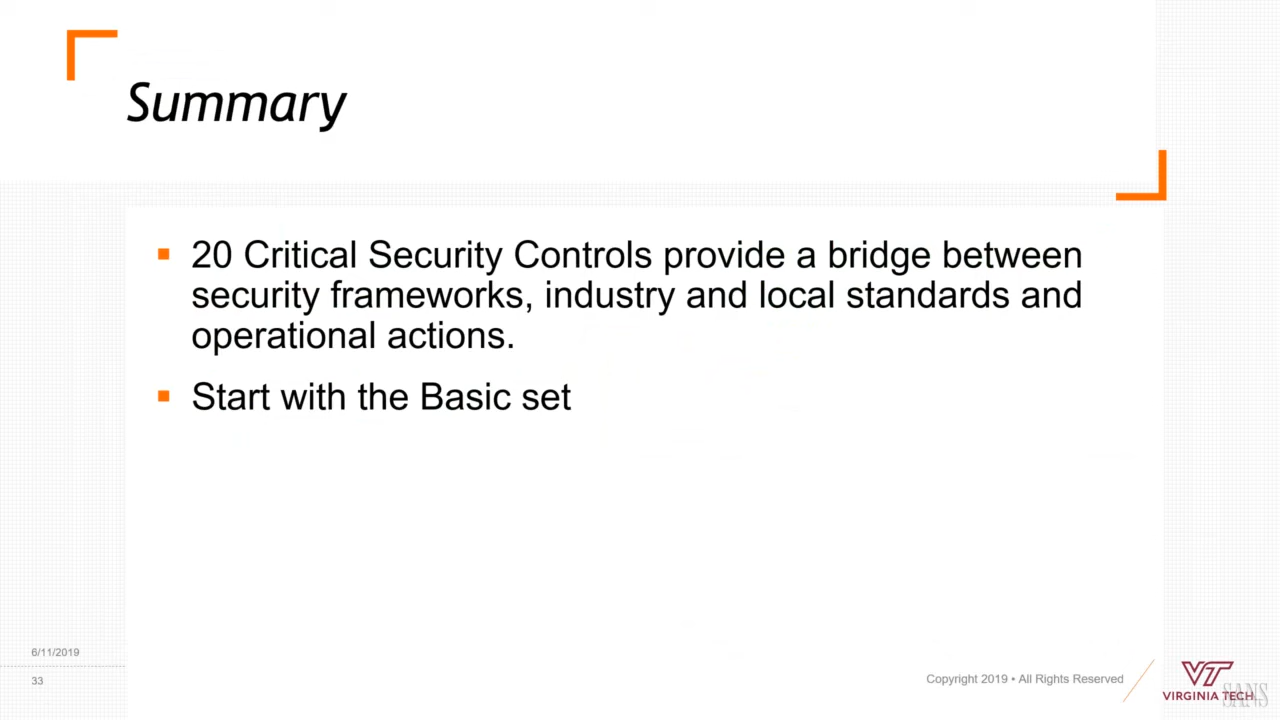 Summary
20 Critical Security Controls provide a bridge between
security frameworks, industry and local standards and
operational actions.
Start with the Basic set
6/11/2019
33
Copyright 2019 • All Rights Reserved
VT
VIRGINIA TECH
SANS